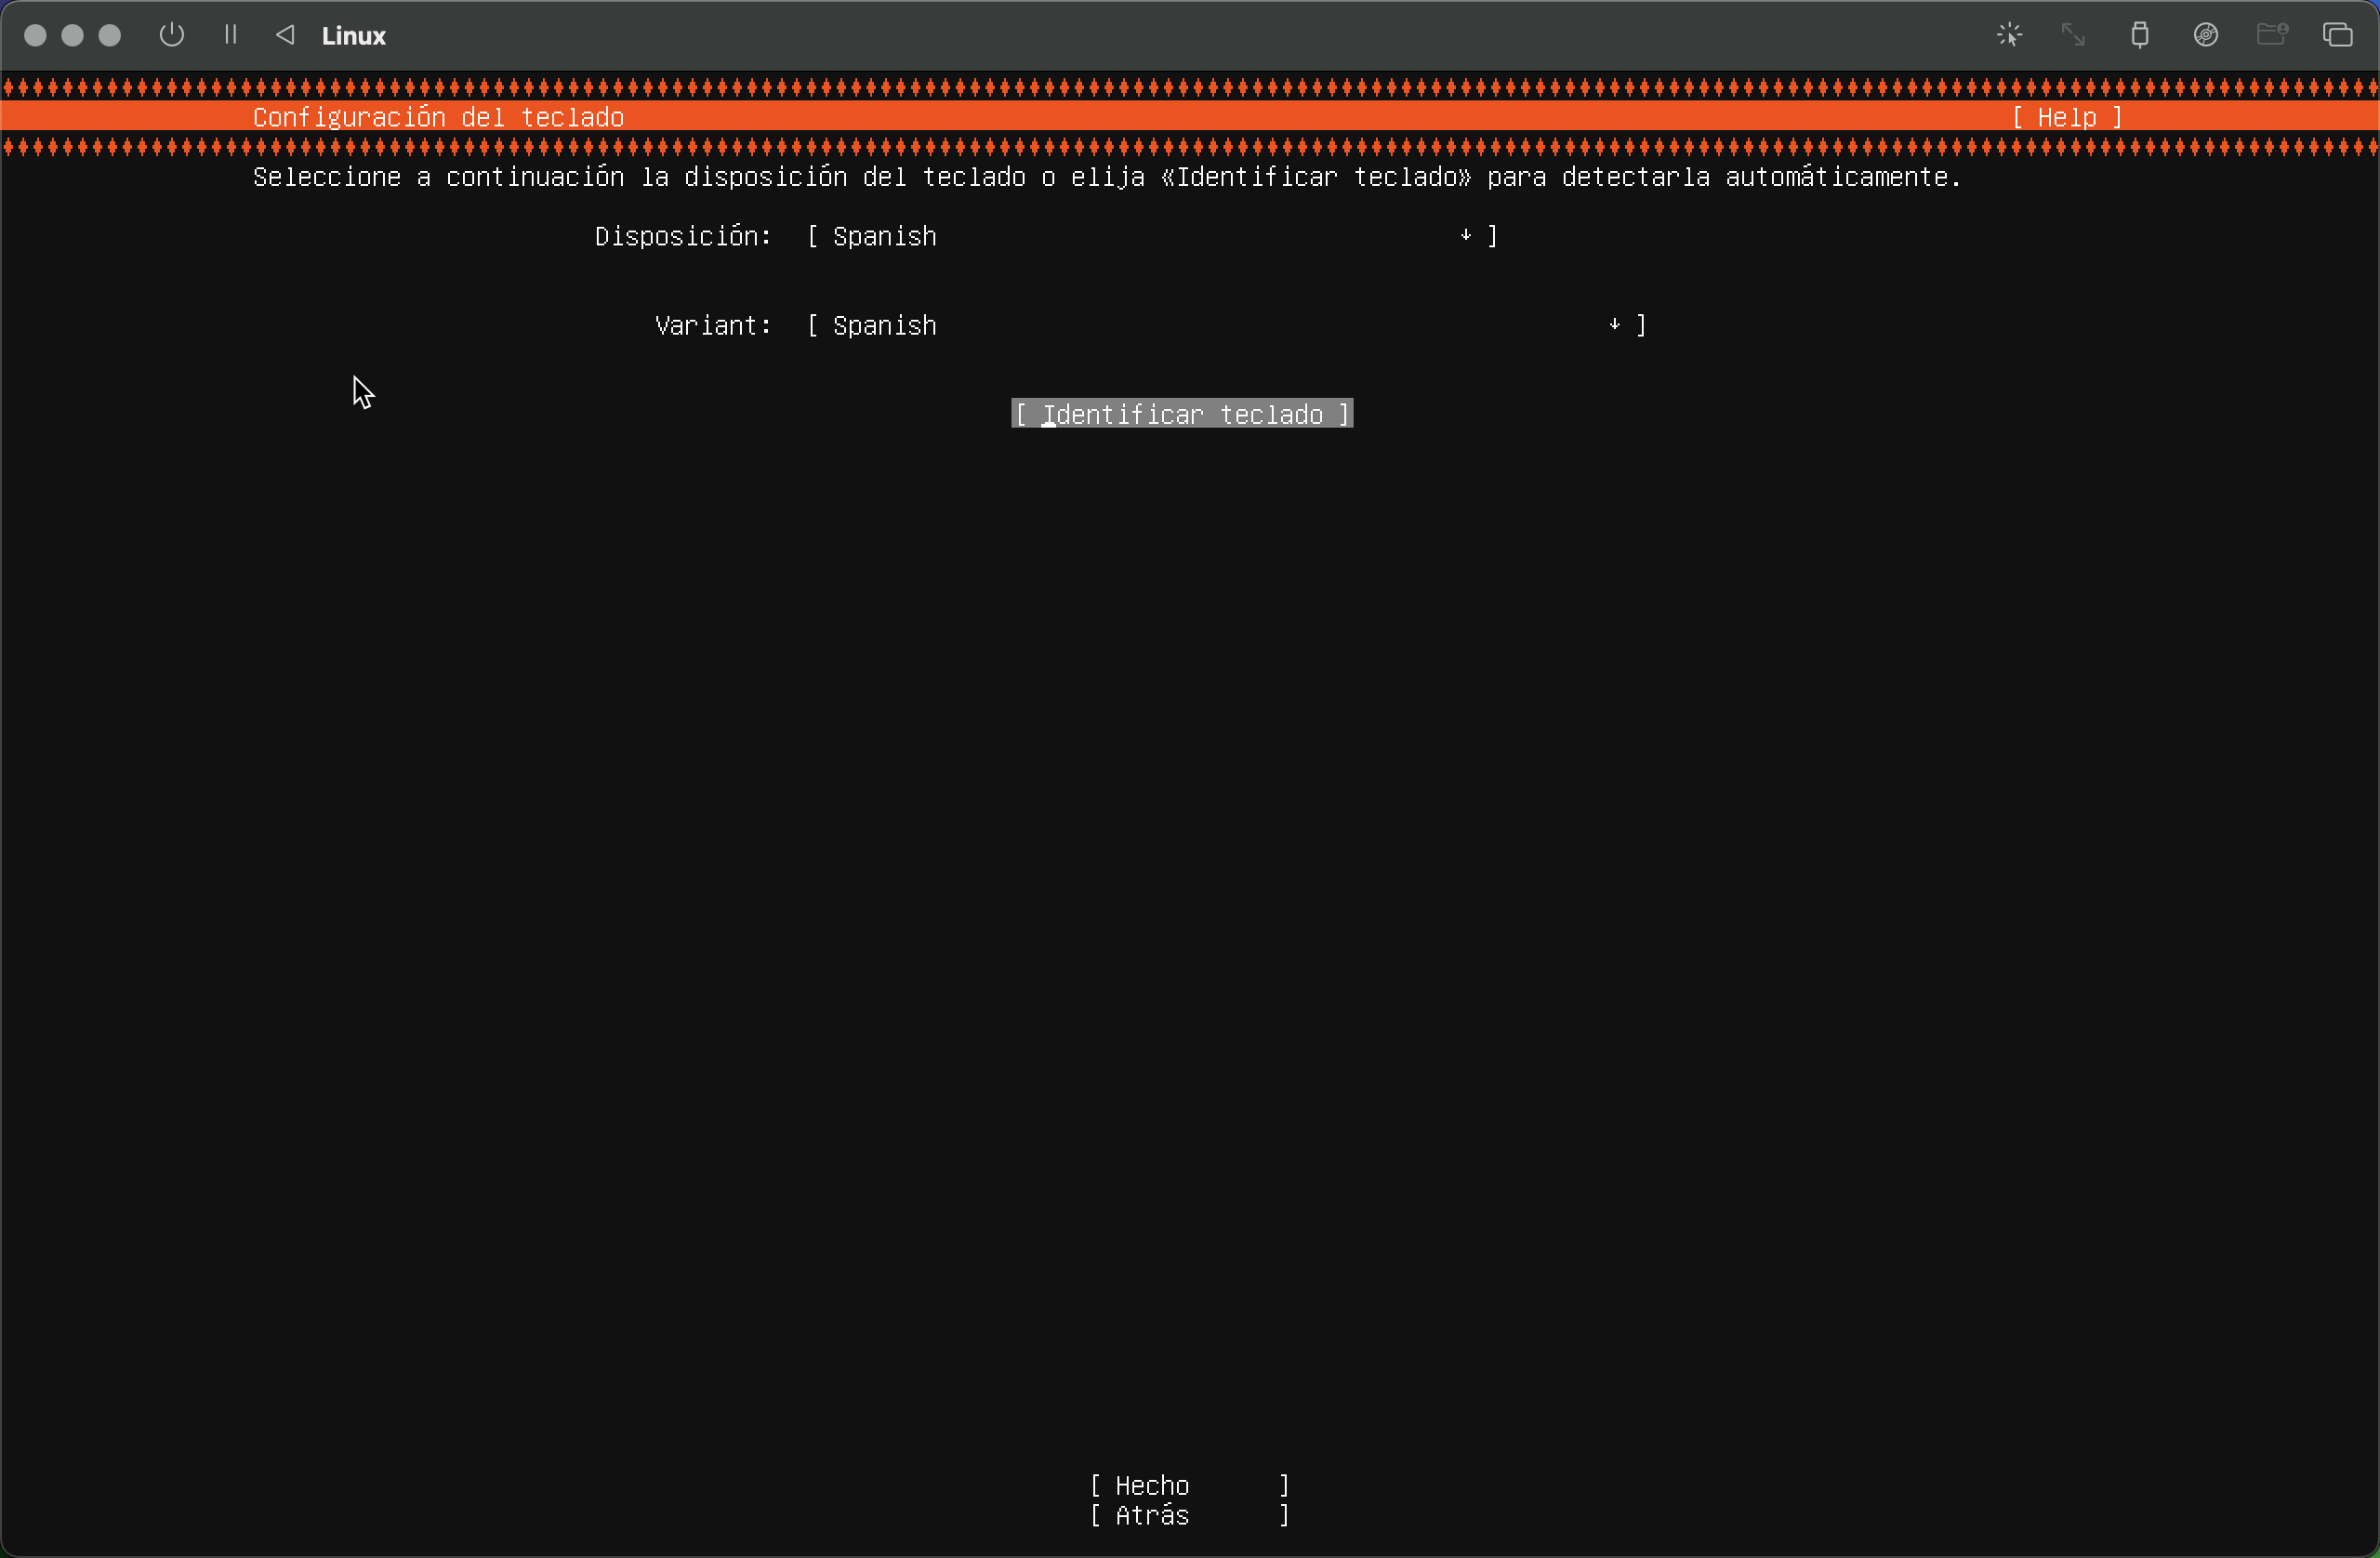 Linux
Configuración del teclado [ Help ]
Seleccione a continuación la disposición del teclado o elija «Identificar teclado» para detectarla automáticamente.
Disposición: [ Spanish ↓ ]
Variant: [ Spanish ↓ ]
[ Identificar teclado ]
[ Hecho ]
[ Atrás ]